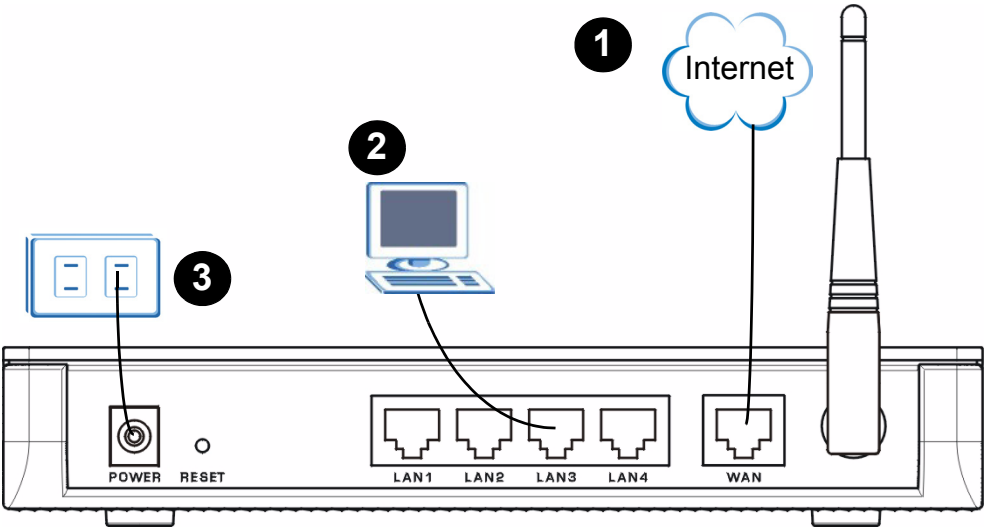 1
Internet
2
3
POWER
RESET
LAN1
LAN2
LAN3
LAN4
WAN